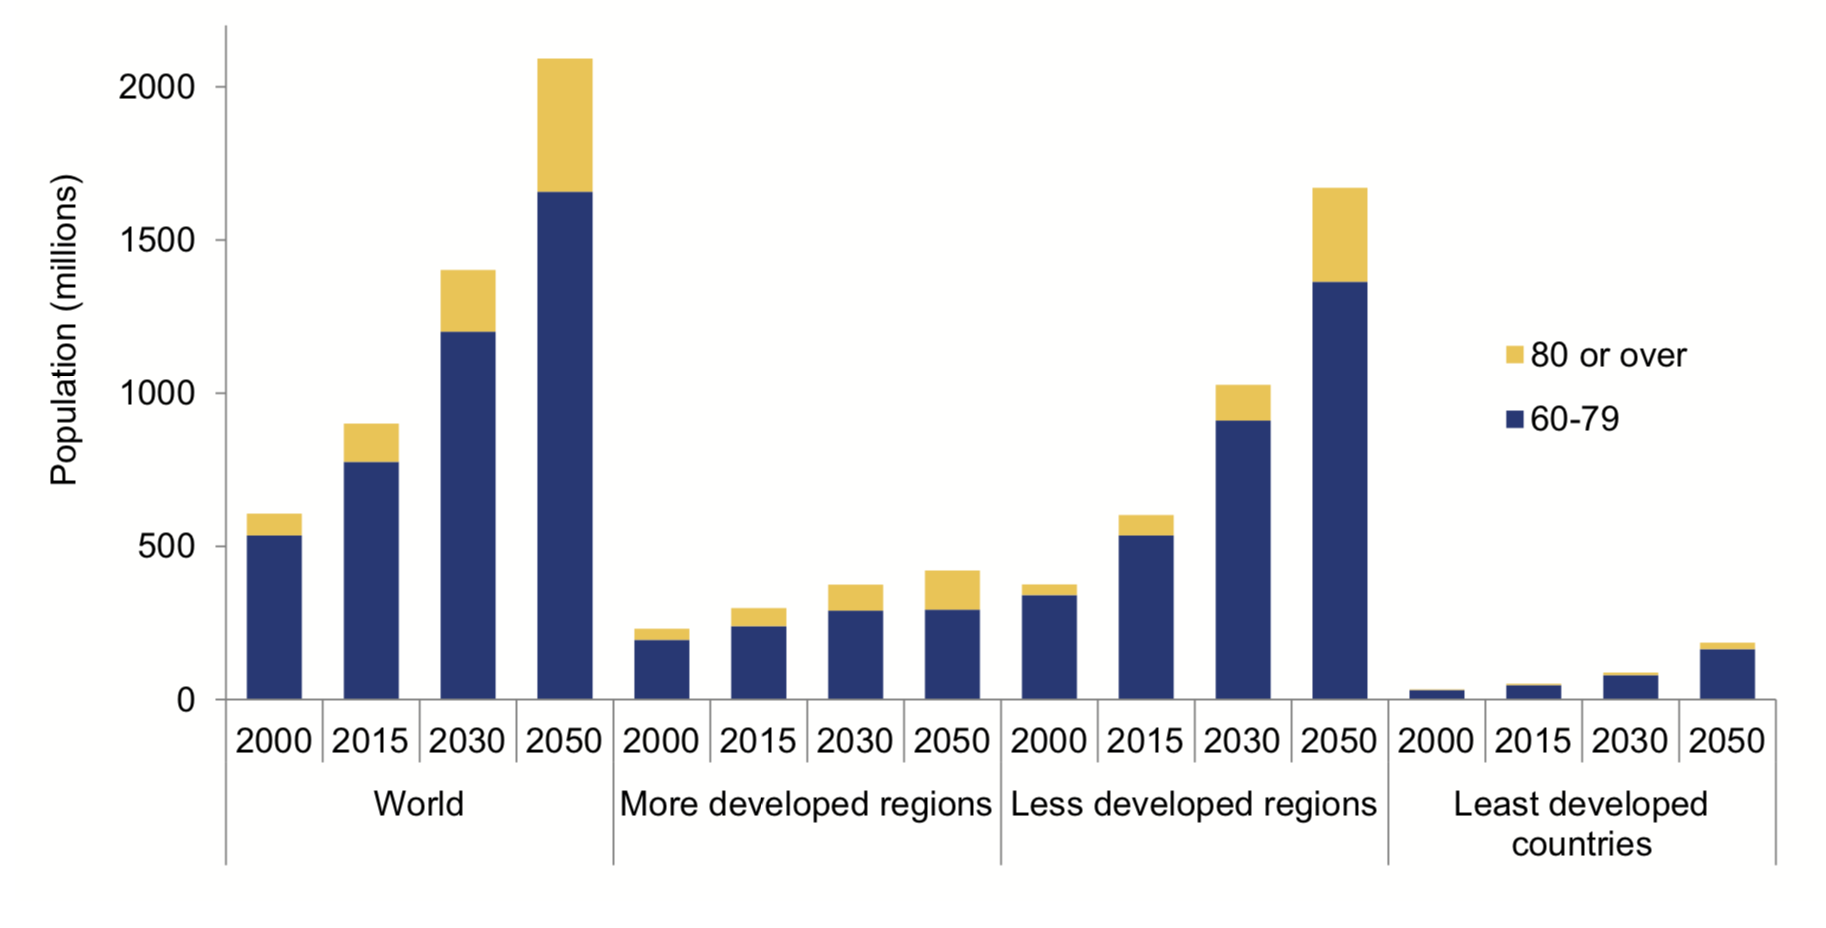 Population (millions)
2000
1500
1000
500
0
80 or over
60-79
2000 2015 2030 2050 2000 2015 2030 2050 2000 2015 2030 2050 2000 2015 2030 2050
World More developed regions Less developed regions Least developed
countries